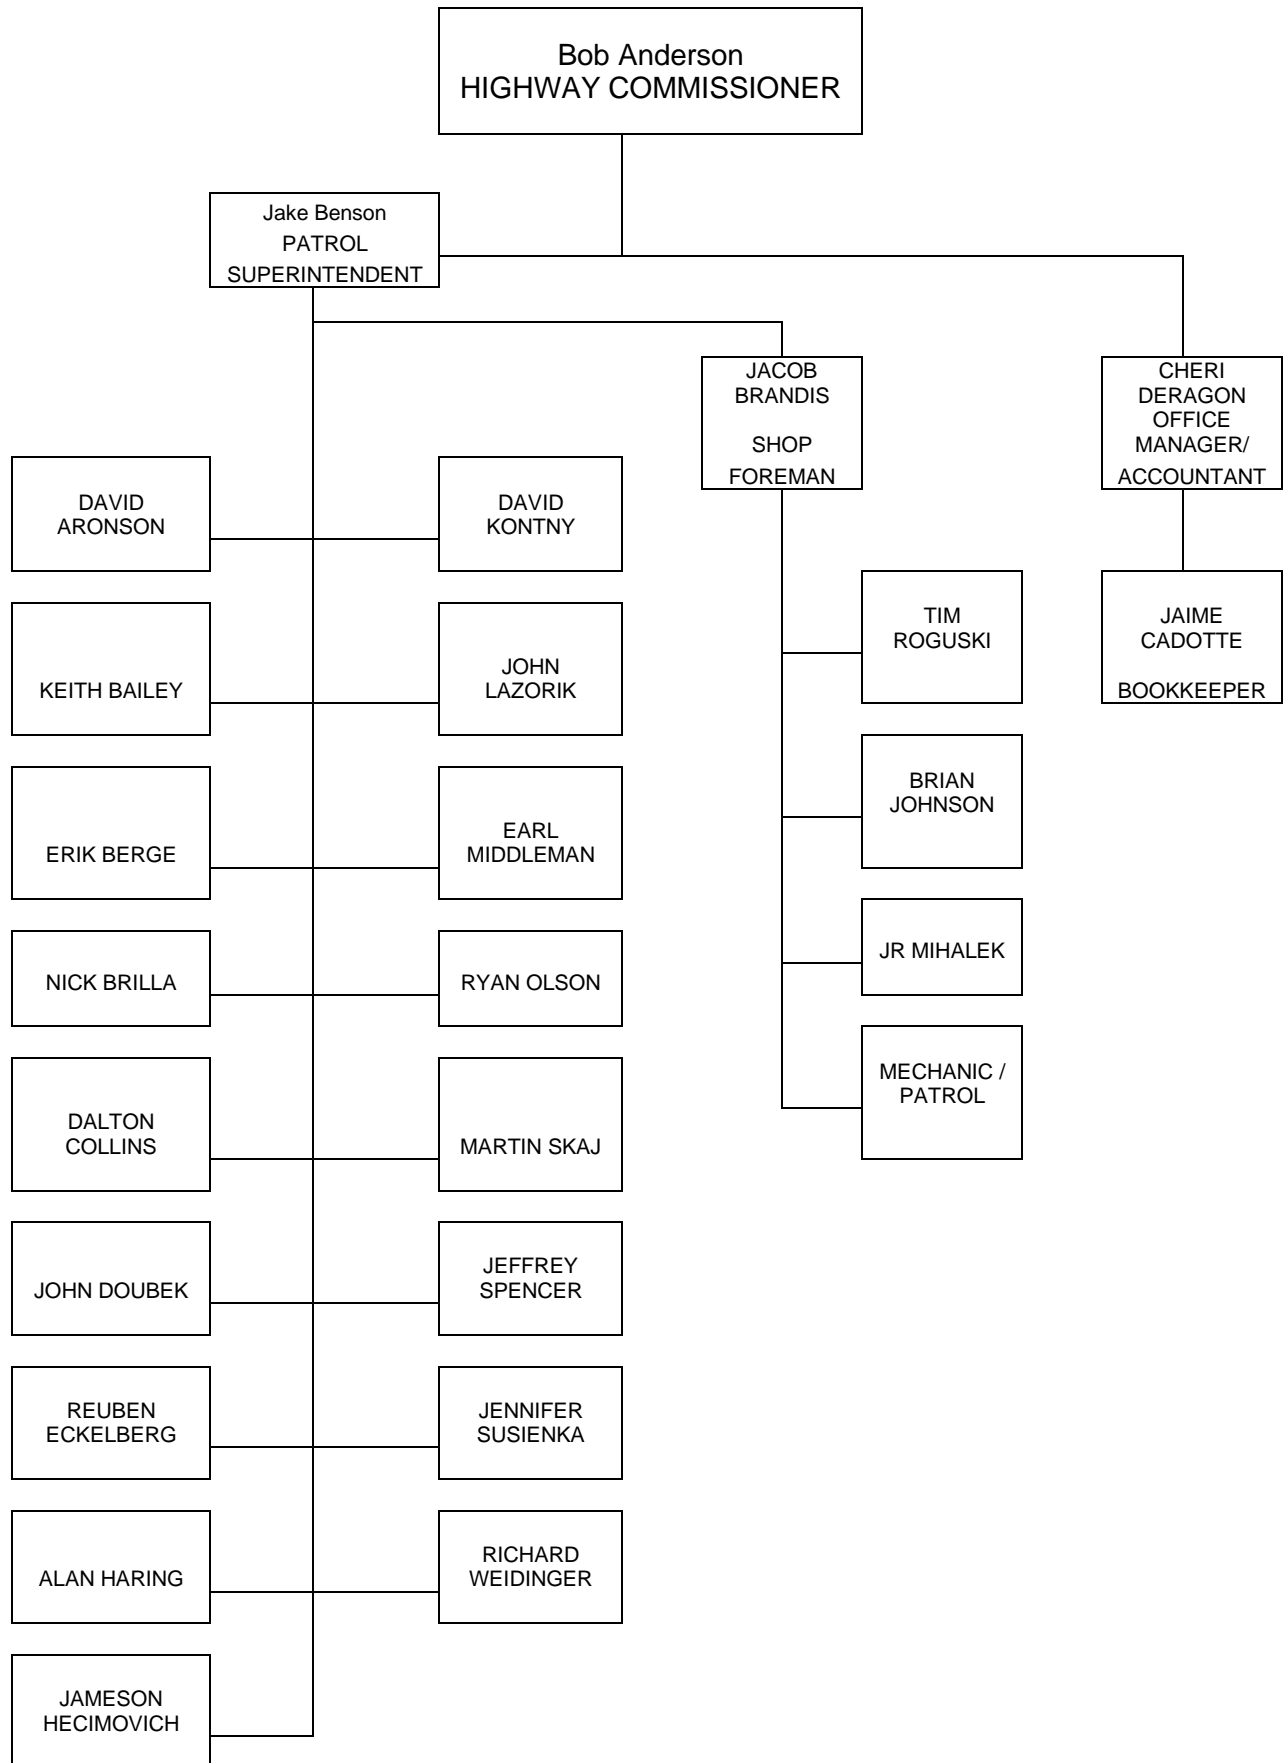 Bob Anderson
HIGHWAY COMMISSIONER
Jake Benson
PATROL
SUPERINTENDENT
JACOB
BRANDIS
SHOP
FOREMAN
CHERI
DERAGON
OFFICE
MANAGER/
ACCOUNTANT
DAVID
ARONSON
DAVID
KONTNY
TIM
ROGUSKI
JAIME
CADOTTE
BOOKKEEPER
KEITH BAILEY
JOHN
LAZORIK
BRIAN
JOHNSON
ERIK BERGE
EARL
MIDDLEMAN
JR MIHALEK
NICK BRILLA
RYAN OLSON
MECHANIC /
PATROL
DALTON
COLLINS
MARTIN SKAJ
JOHN DOUBEK
JEFFREY
SPENCER
REUBEN
ECKELBERG
JENNIFER
SUSIENKA
ALAN HARING
RICHARD
WEIDINGER
JAMESON
HECIMOVICH